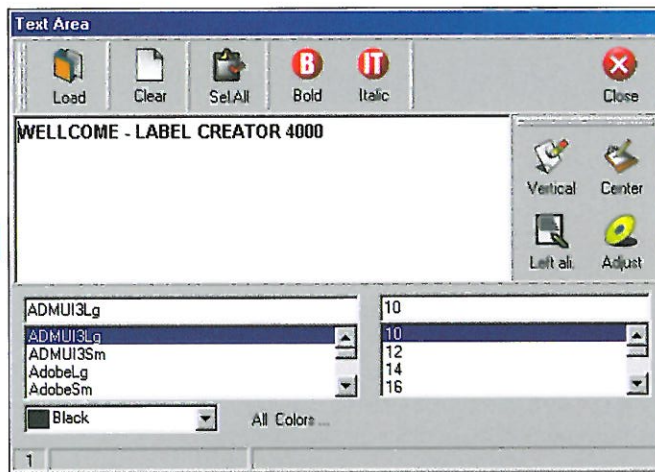 Text Area
Load Clear Sel.All Bold Italic Close
WELLCOME - LABEL CREATOR 4000
Vertical Center
Left ali. Adjust
ADMUI3Lg 10
ADMUI3Lg 10
ADMUI3Sm 12
AdobeLg 14
AdobeSm 16
Black All Colors ...
1